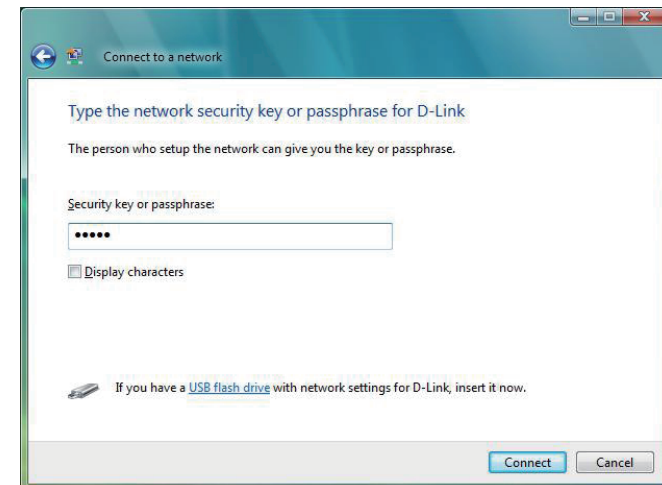 Connect to a network
Type the network security key or passphrase for D-Link
The person who setup the network can give you the key or passphrase.
Security key or passphrase:
•••••
Display characters
If you have a USB flash drive with network settings for D-Link, insert it now.
Connect Cancel